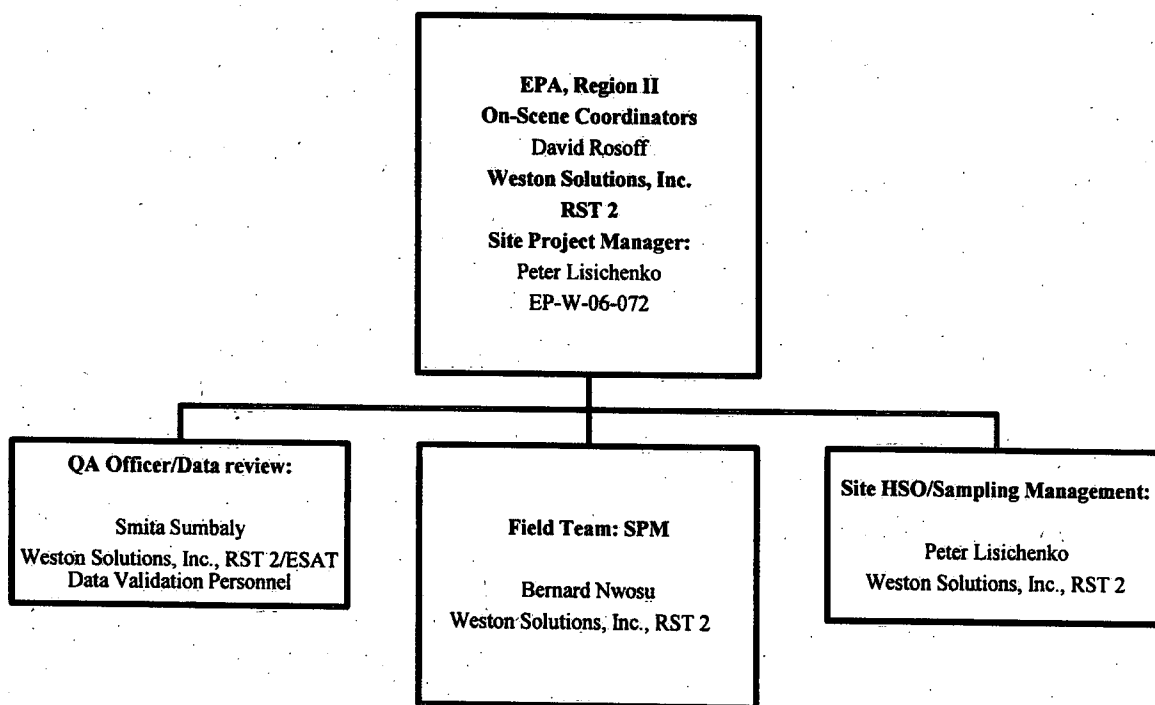 EPA, Region II
On-Scene Coordinators
David Rosoff
Weston Solutions, Inc.
RST 2
Site Project Manager:
Peter Lisichenko
EP-W-06-072
QA Officer/Data review:
Smita Sumbaly
Weston Solutions, Inc., RST 2/ESAT
Data Validation Personnel
Field Team: SPM
Bernard Nwosu
Weston Solutions, Inc., RST 2
Site HSO/Sampling Management:
Peter Lisichenko
Weston Solutions, Inc., RST 2